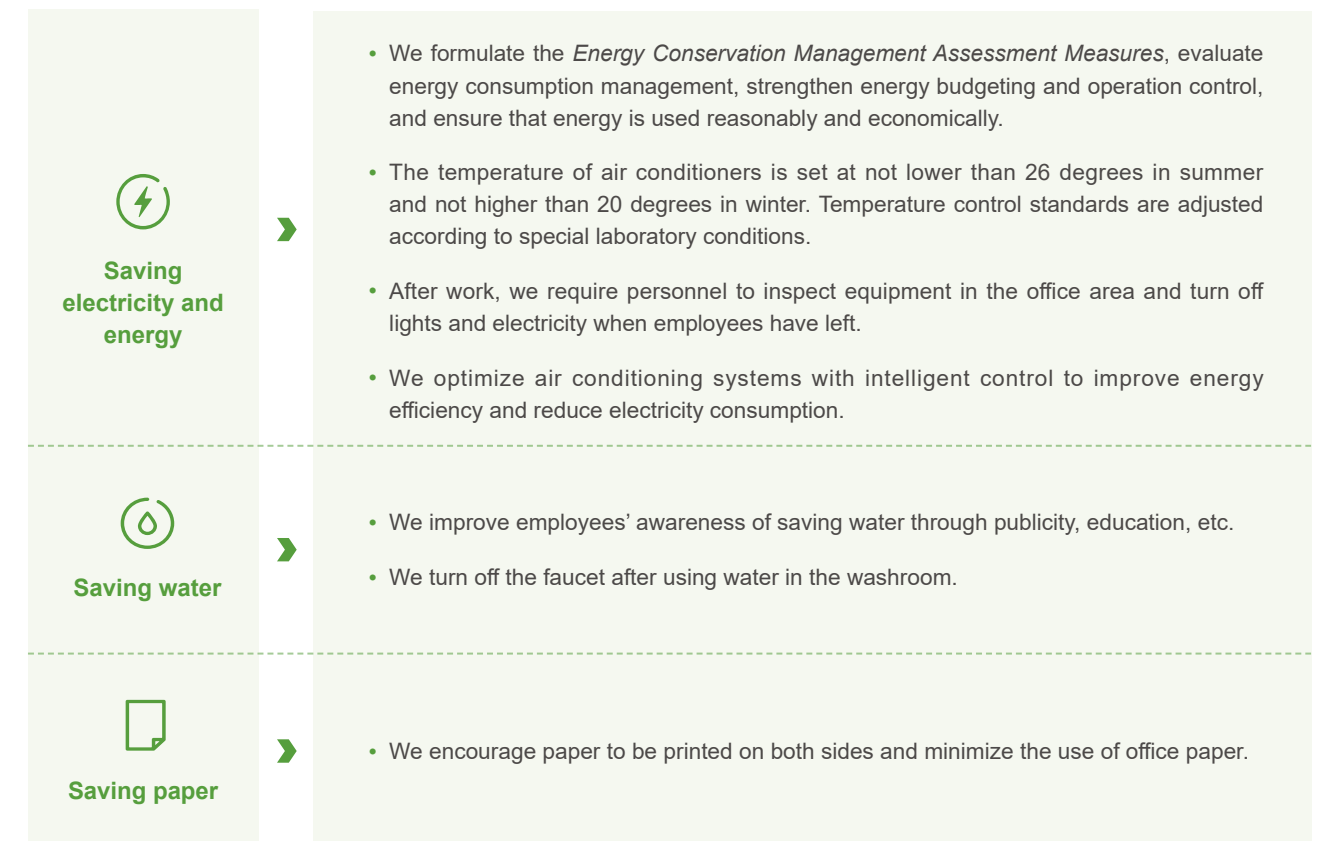 • We formulate the Energy Conservation Management Assessment Measures, evaluate
energy consumption management, strengthen energy budgeting and operation control,
and ensure that energy is used reasonably and economically.
• The temperature of air conditioners is set at not lower than 26 degrees in summer
and not higher than 20 degrees in winter. Temperature control standards are adjusted
according to special laboratory conditions.
Saving
electricity and
energy
• After work, we require personnel to inspect equipment in the office area and turn off
lights and electricity when employees have left.
• We optimize air conditioning systems with intelligent control to improve energy
efficiency and reduce electricity consumption.
Saving water
• We improve employees’ awareness of saving water through publicity, education, etc.
• We turn off the faucet after using water in the washroom.
Saving paper
• We encourage paper to be printed on both sides and minimize the use of office paper.